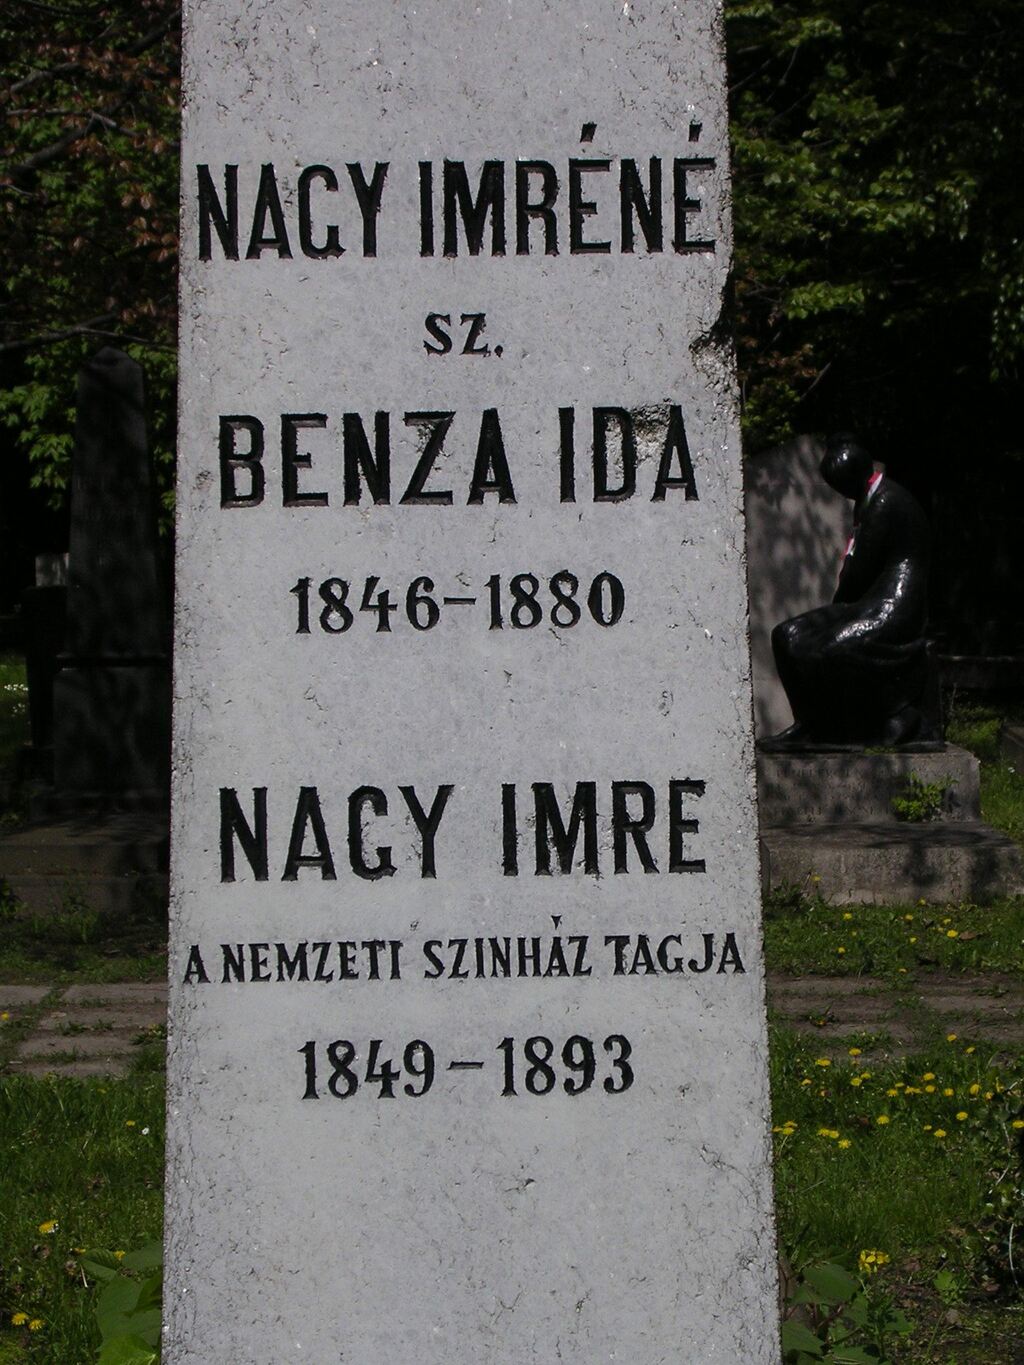 NAGY IMRÉNÉ
SZ.
BENZA IDA
1846-1880
NAGY IMRE
A NEMZETI SZINHÁZ TAGJA
1849-1893